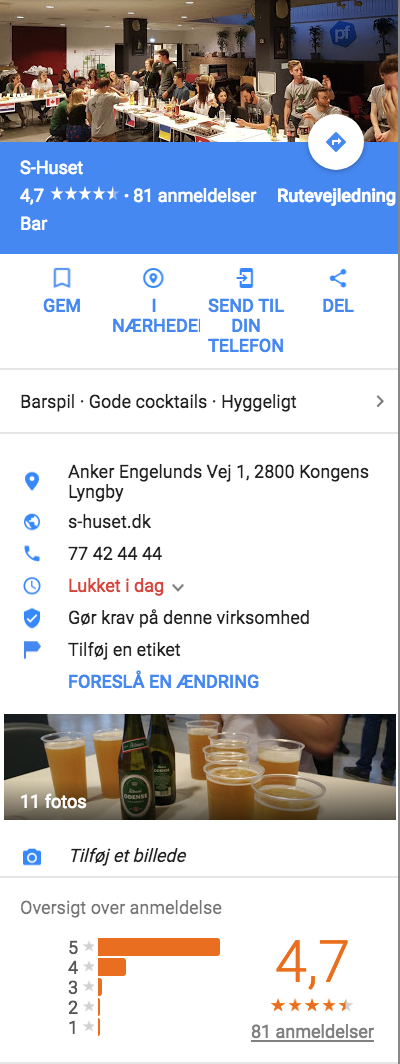 pf
S-Huset
4,7 · 81 anmeldelser Rutevejledning
Bar
GEM
I
NÆRHEDEN
SEND TIL
DIN
TELEFON
DEL
Barspil · Gode cocktails · Hyggeligt
Anker Engelunds Vej 1, 2800 Kongens
Lyngby
s-huset.dk
77 42 44 44
Lukket i dag
Gør krav på denne virksomhed
Tilføj en etiket
FORESLÅ EN ÆNDRING
ODENSE
ODENSE
11 fotos
Tilføj et billede
Oversigt over anmeldelse
5
4
3
2
1
4,7
81 anmeldelser